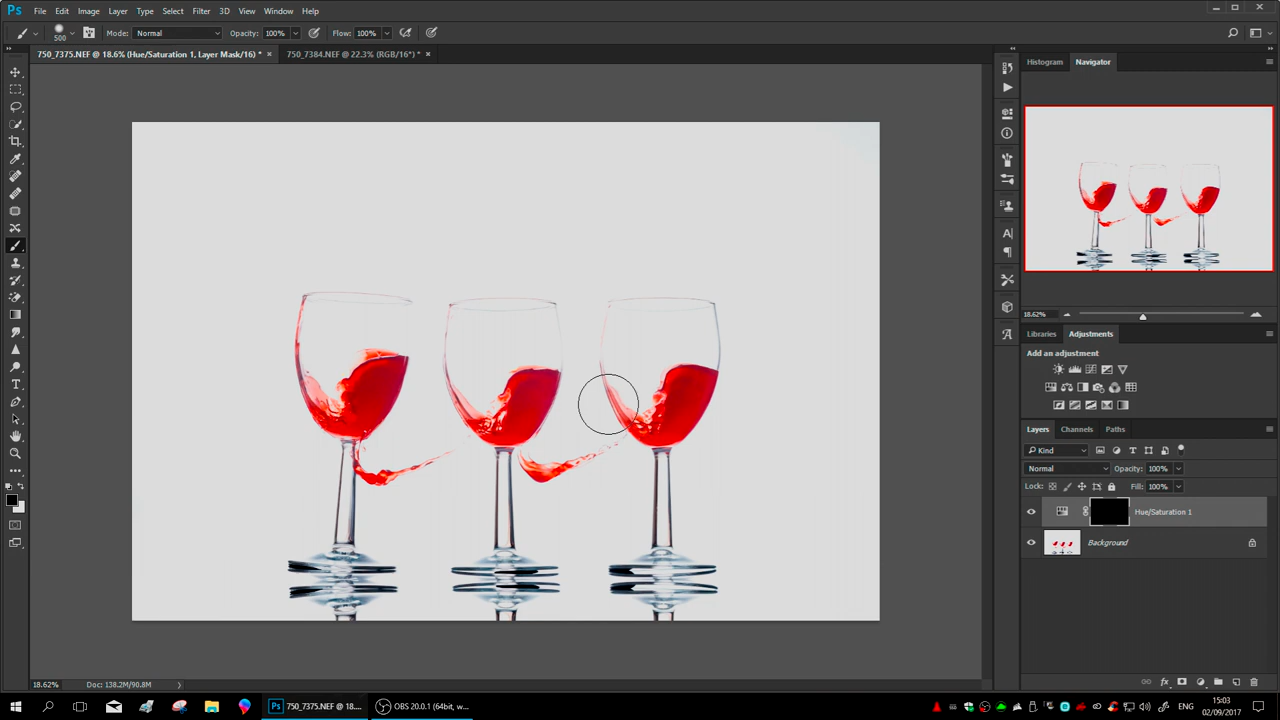 Ps File Edit Image Layer Type Select Filter 3D View Window Help
500 Mode: Normal Opacity: 100% Flow: 100%
750_7375.NEF @ 18.6% (Hue/Saturation 1, Layer Mask/16) * × 750_7384.NEF @ 22.3% (RGB/16*) * ×
Histogram Navigator
18.62%
Libraries Adjustments
Add an adjustment
Layers Channels Paths
Kind
Normal Opacity: 100%
Lock: Fill: 100%
Hue/Saturation 1
Background
18.62% Doc: 138.2M/90.8M
Ps 750_7375.NEF @ 18.... OBS 20.0.1 (64bit, w... ENG 15:03
02/09/2017